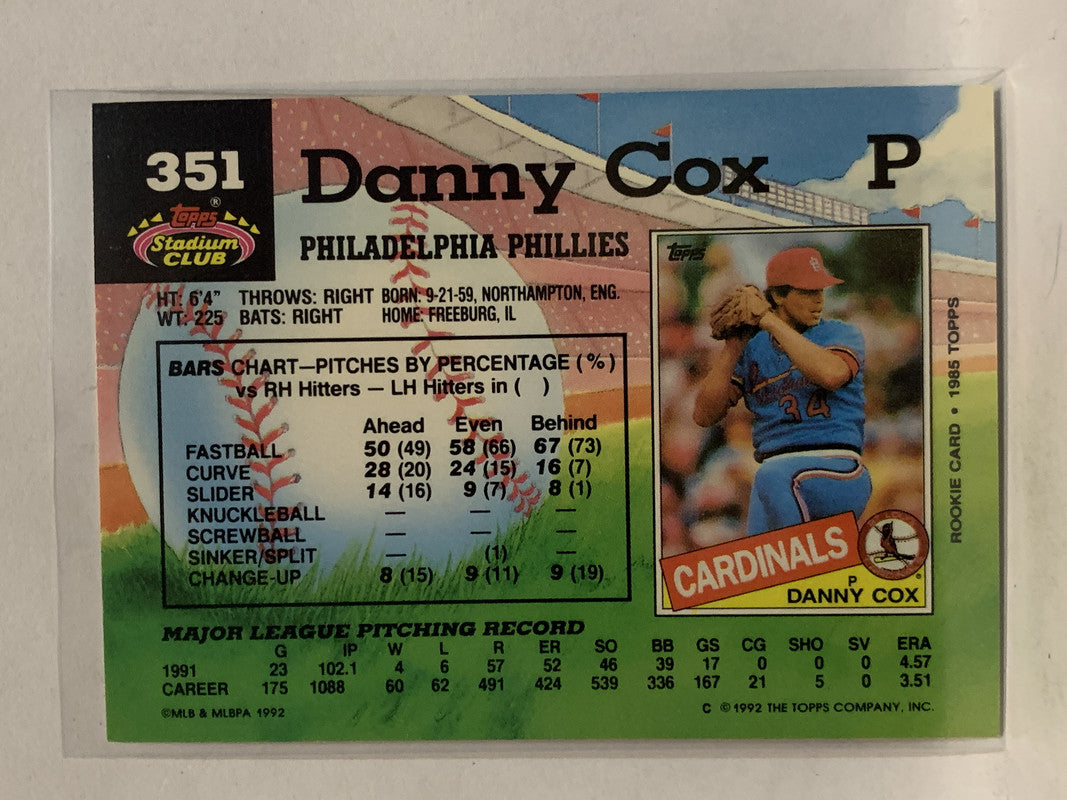 351
Danny Cox P
Topps®
Stadium
CLUB
PHILADELPHIA PHILLIES
HT: 6'4" THROWS: RIGHT BORN: 9-21-59, NORTHAMPTON, ENG.
WT: 225 BATS: RIGHT HOME: FREEBURG, IL
BARS CHART—PITCHES BY PERCENTAGE (%)
vs RH Hitters — LH Hitters in ( )
Ahead Even Behind
FASTBALL 50 (49) 58 (66) 67 (73)
CURVE 28 (20) 24 (15) 16 (7)
SLIDER 14 (16) 9 (7) 8 (1)
KNUCKLEBALL — — —
SCREWBALL — — —
SINKER/SPLIT — (1) —
CHANGE-UP 8 (15) 9 (11) 9 (19)
Topps
34
CARDINALS
P
DANNY COX
ROOKIE CARD • 1985 TOPPS
MAJOR LEAGUE PITCHING RECORD
G IP W L R ER SO BB GS CG SHO SV ERA
1991 23 102.1 4 6 57 52 46 39 17 0 0 0 4.57
CAREER 175 1088 60 62 491 424 539 336 167 21 5 0 3.51
©MLB & MLBPA 1992 C ©1992 THE TOPPS COMPANY, INC.